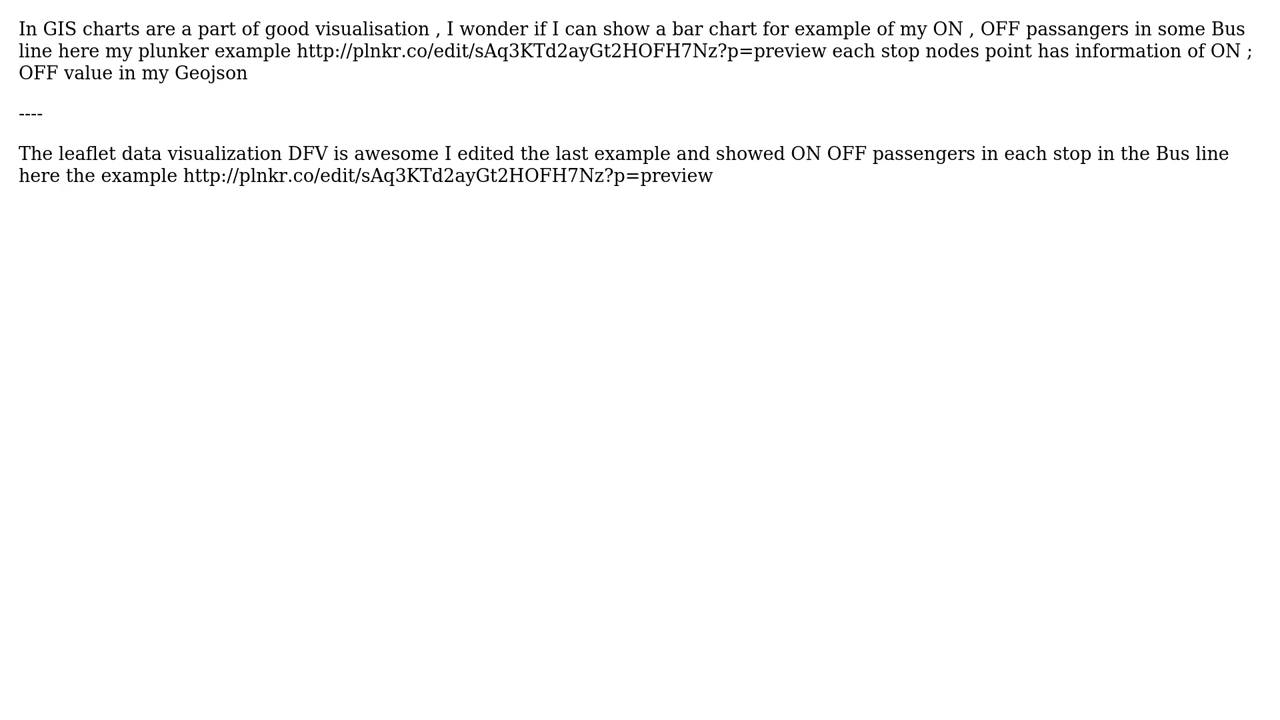 In GIS charts are a part of good visualisation , I wonder if I can show a bar chart for example of my ON , OFF passangers in some Bus
line here my plunker example http://plnkr.co/edit/sAq3KTd2ayGt2HOFH7Nz?p=preview each stop nodes point has information of ON ;
OFF value in my Geojson
----
The leaflet data visualization DFV is awesome I edited the last example and showed ON OFF passengers in each stop in the Bus line
here the example http://plnkr.co/edit/sAq3KTd2ayGt2HOFH7Nz?p=preview